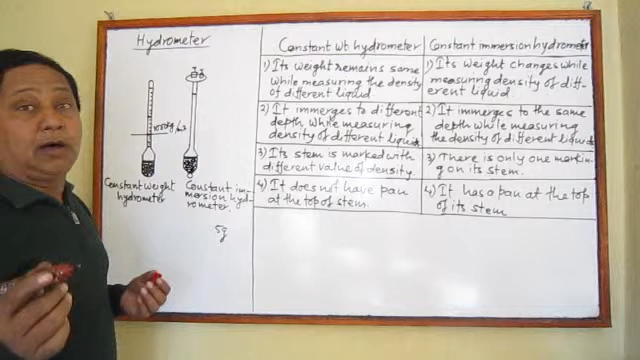 Hydrometer
1000kg/m3
Constant weight
hydrometer
Constant imm-
mersion hyd-
rometer.
5g
Constant wt hydrometer
1) Its weight remains same
while measuring the density
of different liquid
2) It immerges to different
depth while measuring
density of different liquid
3) Its stem is marked with
different value of density.
4) It does not have pan
at the top of stem.
Constant immersion hydrometer
1) Its weight changes while
measuring density of diff-
erent liquid
2) It immerges to the same
depth while measuring
the density of different liquid
3) There is only one markin-
g on its stem.
4) It has a pan at the top
of its stem